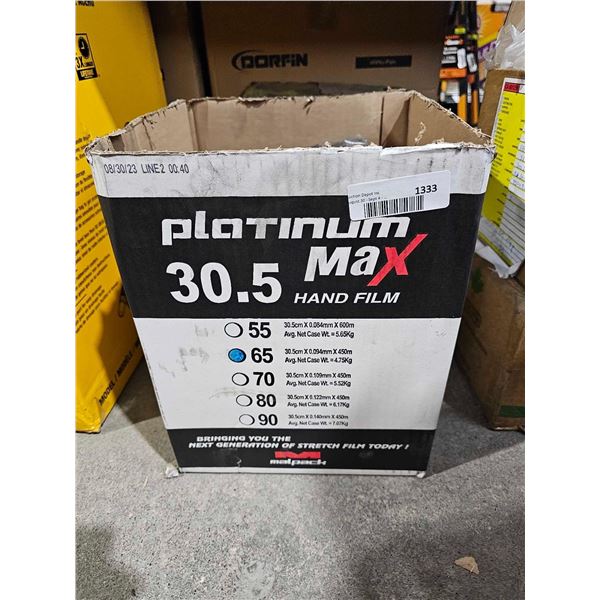 3X
DORFIN
08/30/23 LINE2 00:40
1333
PLATINUM
MAX
30.5
HAND FILM
55 30.5cm X 0.084mm X 600m
Avg. Net Case Wt. = 5.65Kg
65 30.5cm X 0.094mm X 450m
Avg. Net Case Wt. = 4.75Kg
70 30.5cm X 0.109mm X 450m
Avg. Net Case Wt. = 5.52Kg
80 30.5cm X 0.122mm X 450m
Avg. Net Case Wt. = 6.17Kg
90 30.5cm X 0.140mm X 450m
Avg. Net Case Wt. = 7.07Kg
BRINGING YOU THE
NEXT GENERATION OF STRETCH FILM TODAY !
malpack